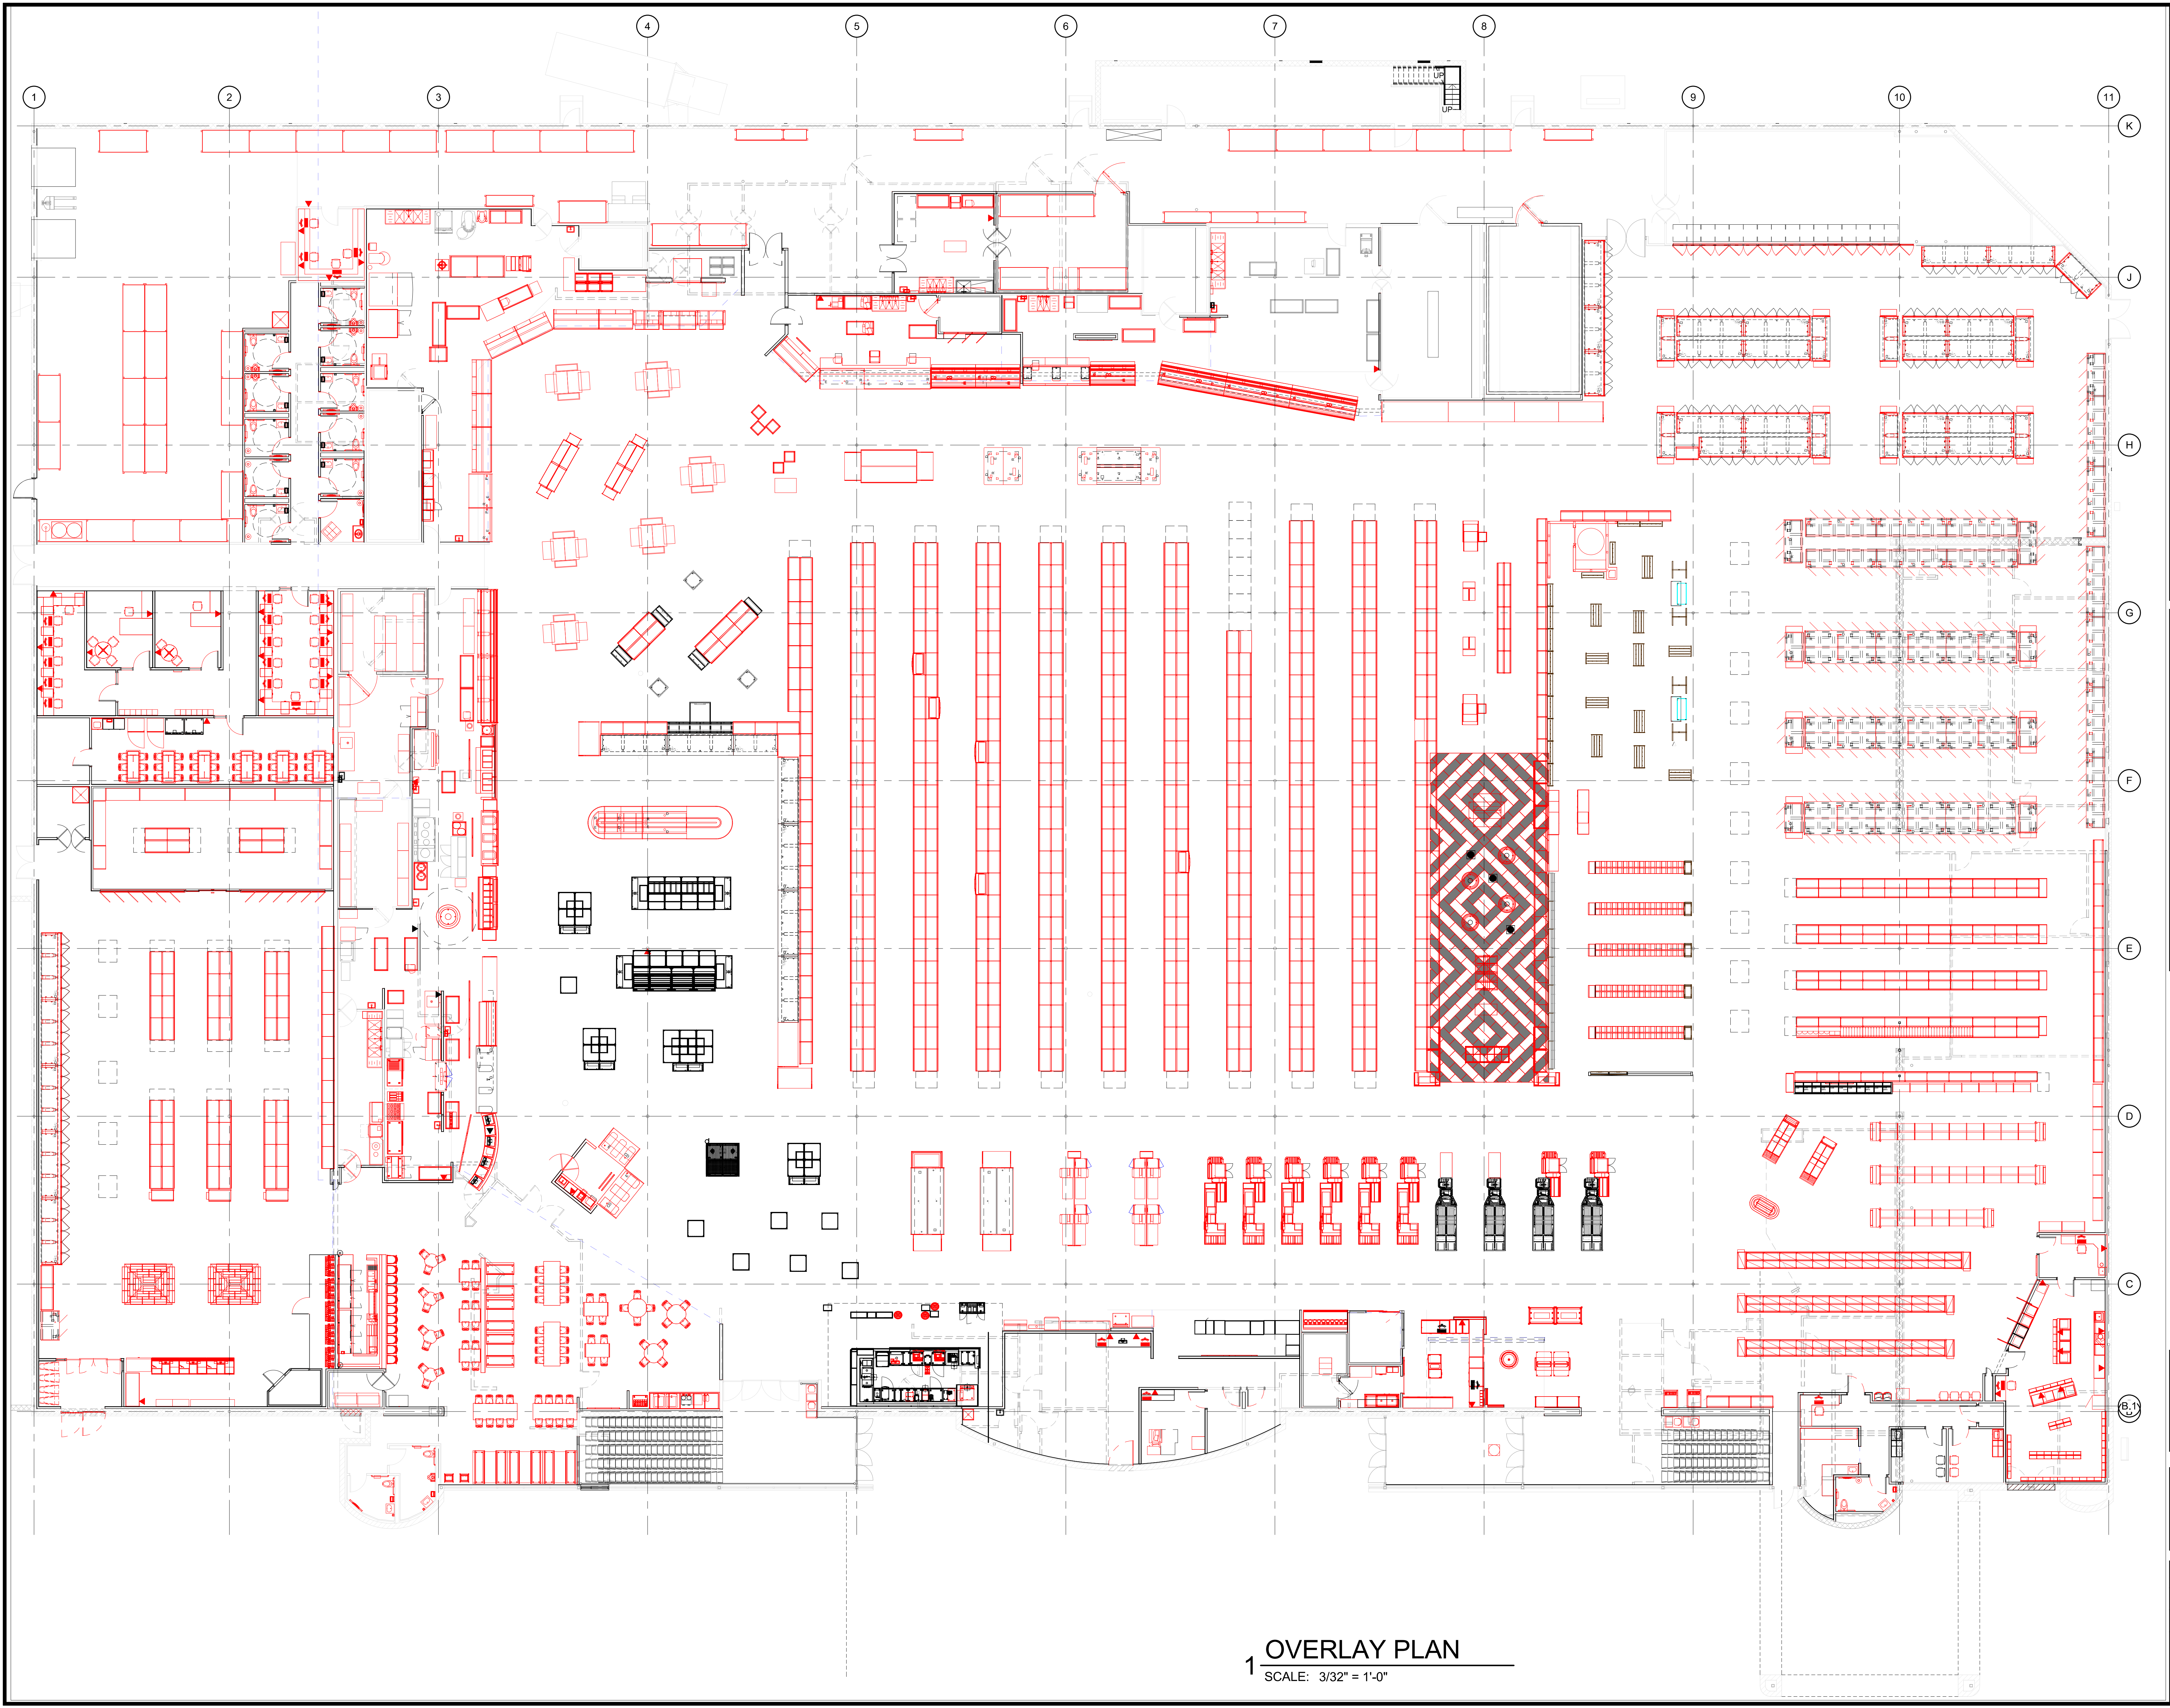 4 5 6 7 8
UP
1 2 3 9 10 11
UP
K
J
H
G
F
E
D
C
B.1
1 OVERLAY PLAN
SCALE: 3/32" = 1'-0"